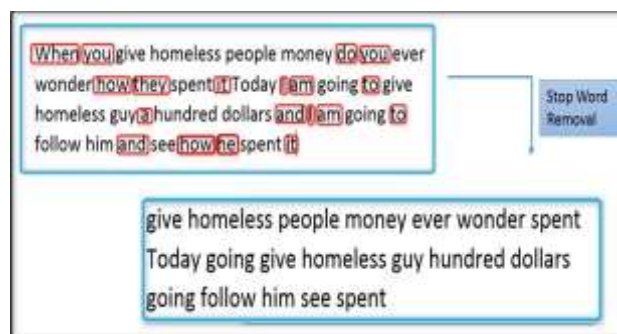 When you give homeless people money do you ever
wonder how they spent it Today I am going to give
homeless guy a hundred dollars and I am going to
follow him and see how he spent it
Stop Word
Removal
give homeless people money ever wonder spent
Today going give homeless guy hundred dollars
going follow him see spent